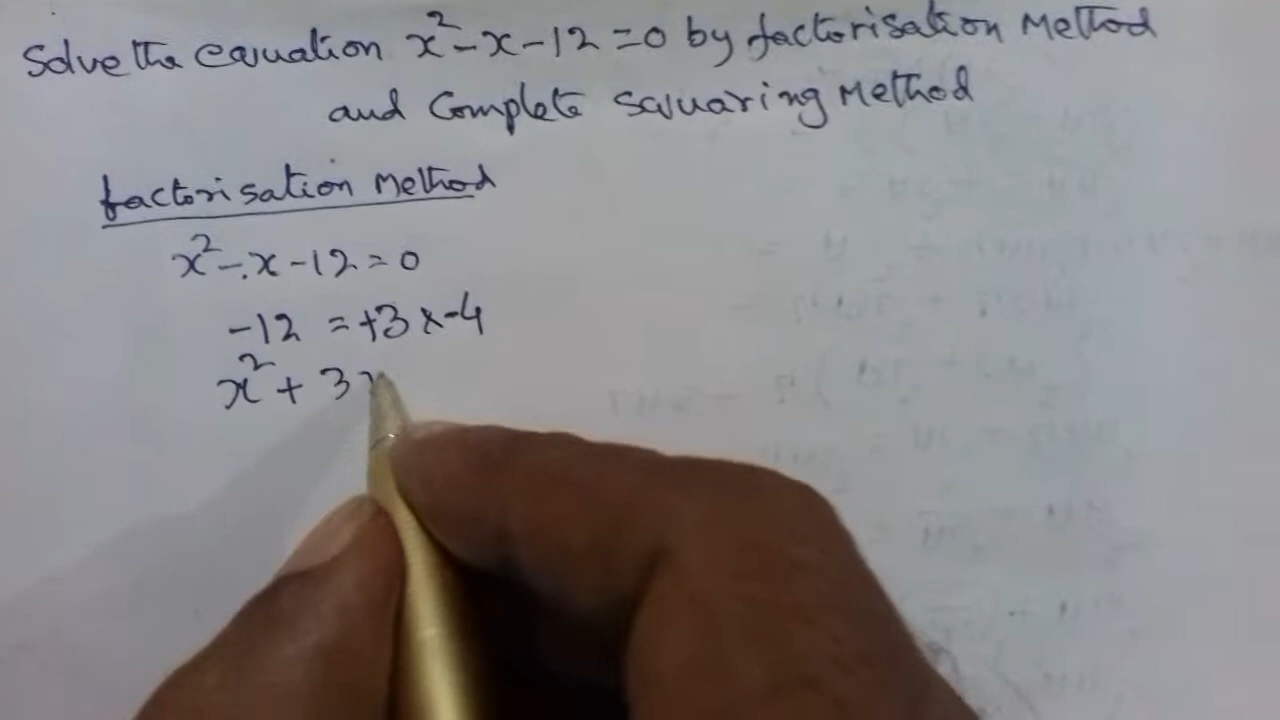 Solve the equation x² - x - 12 = 0 by factorisation Method
and Complete Squaring Method
factorisation Method
x² - x - 12 = 0
-12 = +3 x -4
x² + 3x